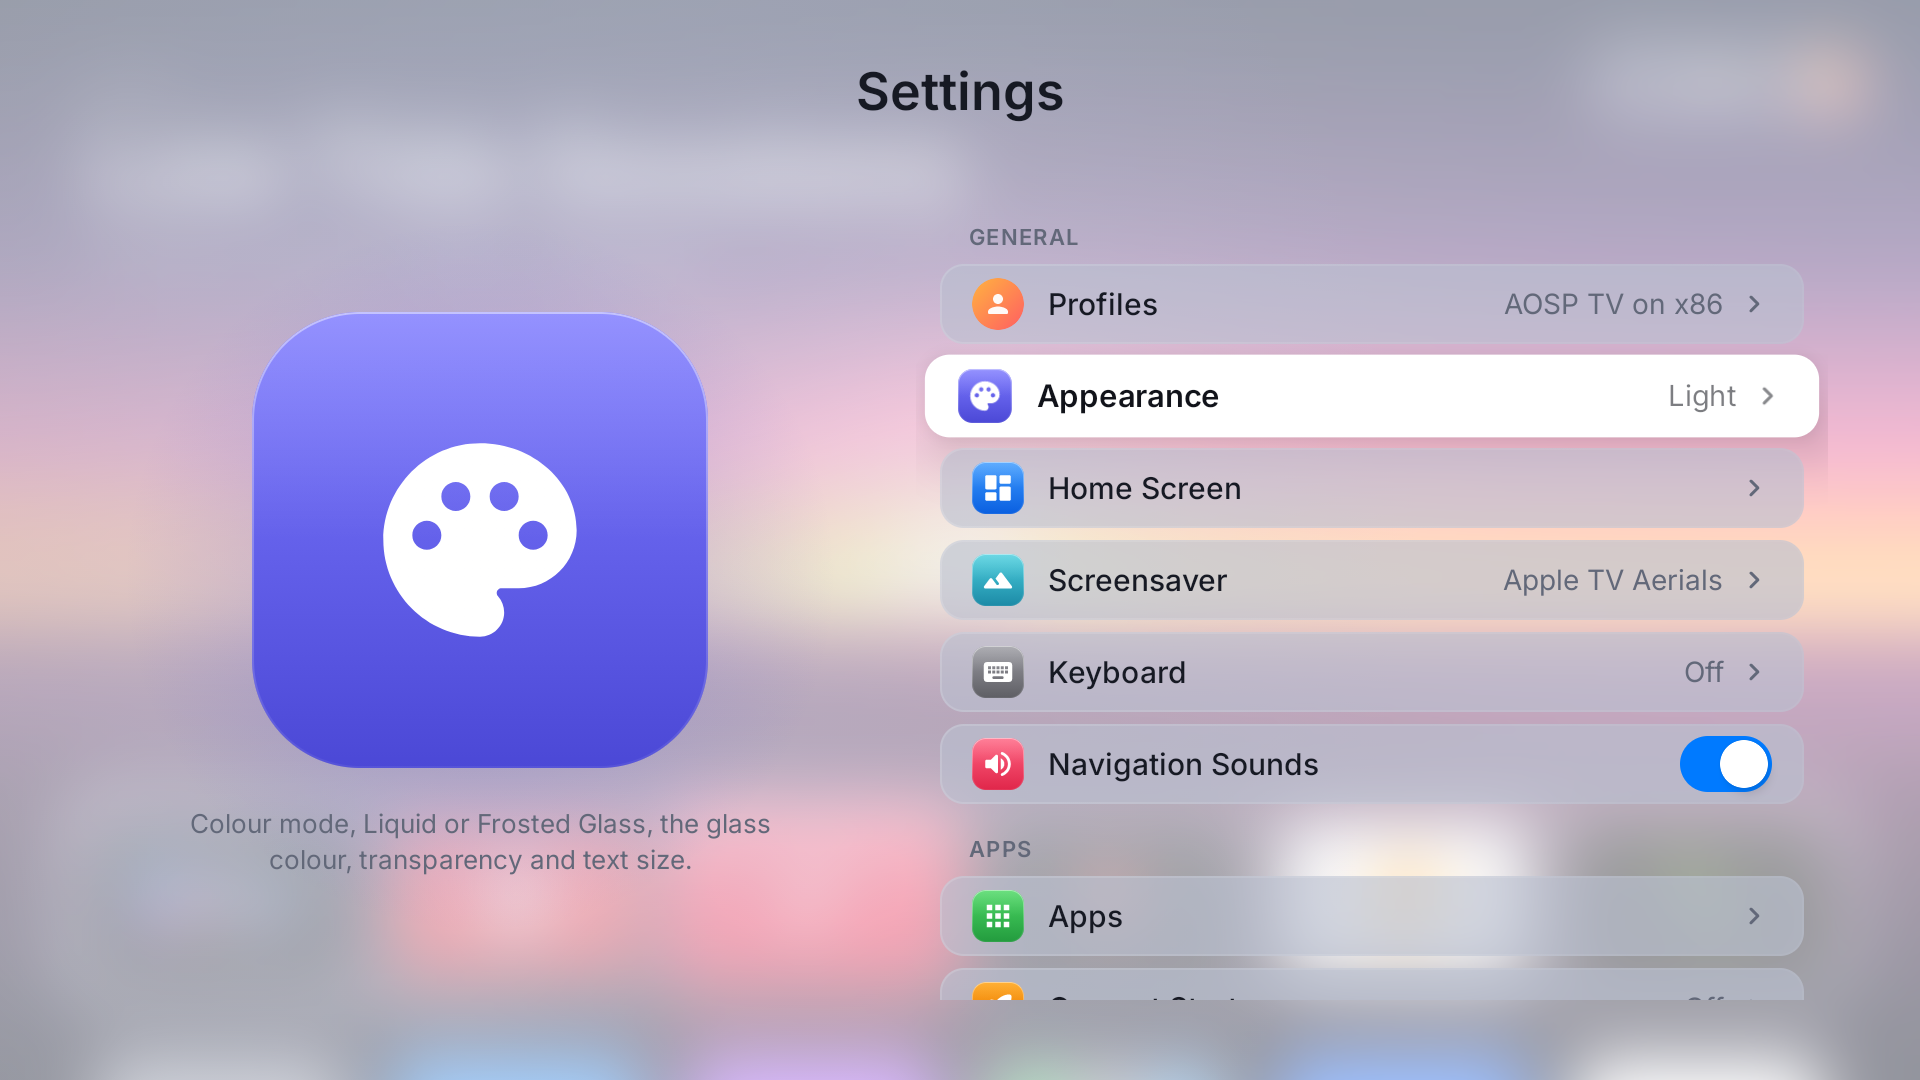 Settings
GENERAL
Profiles AOSP TV on x86
Appearance Light
Home Screen
Screensaver Apple TV Aerials
Keyboard Off
Navigation Sounds
Colour mode, Liquid or Frosted Glass, the glass
colour, transparency and text size.
APPS
Apps